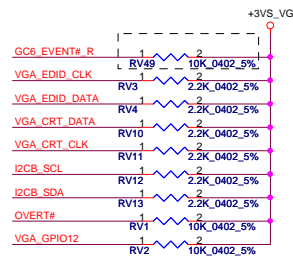 +3VS_VG
GC6_EVENT#_R 1 2
RV49 10K_0402_5%
VGA_EDID_CLK 1 2
RV3 2.2K_0402_5%
VGA_EDID_DATA 1 2
RV4 2.2K_0402_5%
VGA_CRT_DATA 1 2
RV10 2.2K_0402_5%
VGA_CRT_CLK 1 2
RV11 2.2K_0402_5%
I2CB_SCL 1 2
RV12 2.2K_0402_5%
I2CB_SDA 1 2
RV13 2.2K_0402_5%
OVERT# 1 2
RV1 10K_0402_5%
VGA_GPIO12 1 2
RV2 10K_0402_5%